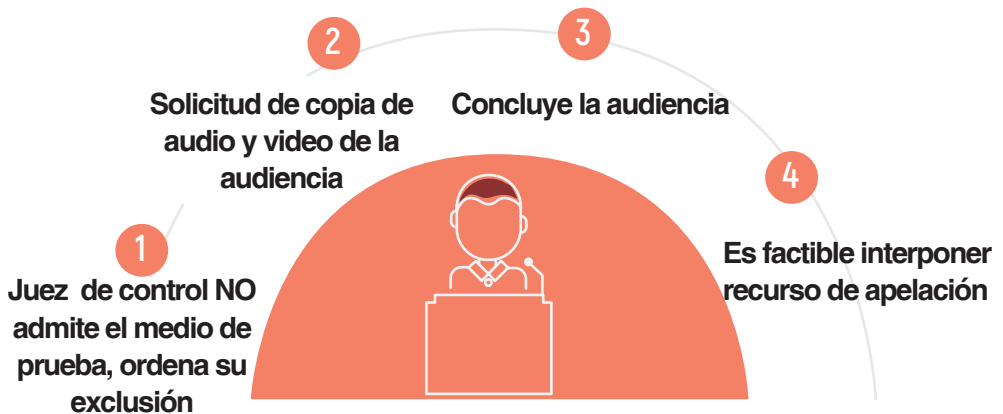 1
Juez de control NO
admite el medio de
prueba, ordena su
exclusión
2
Solicitud de copia de
audio y video de la
audiencia
3
Concluye la audiencia
4
Es factible interponer
recurso de apelación